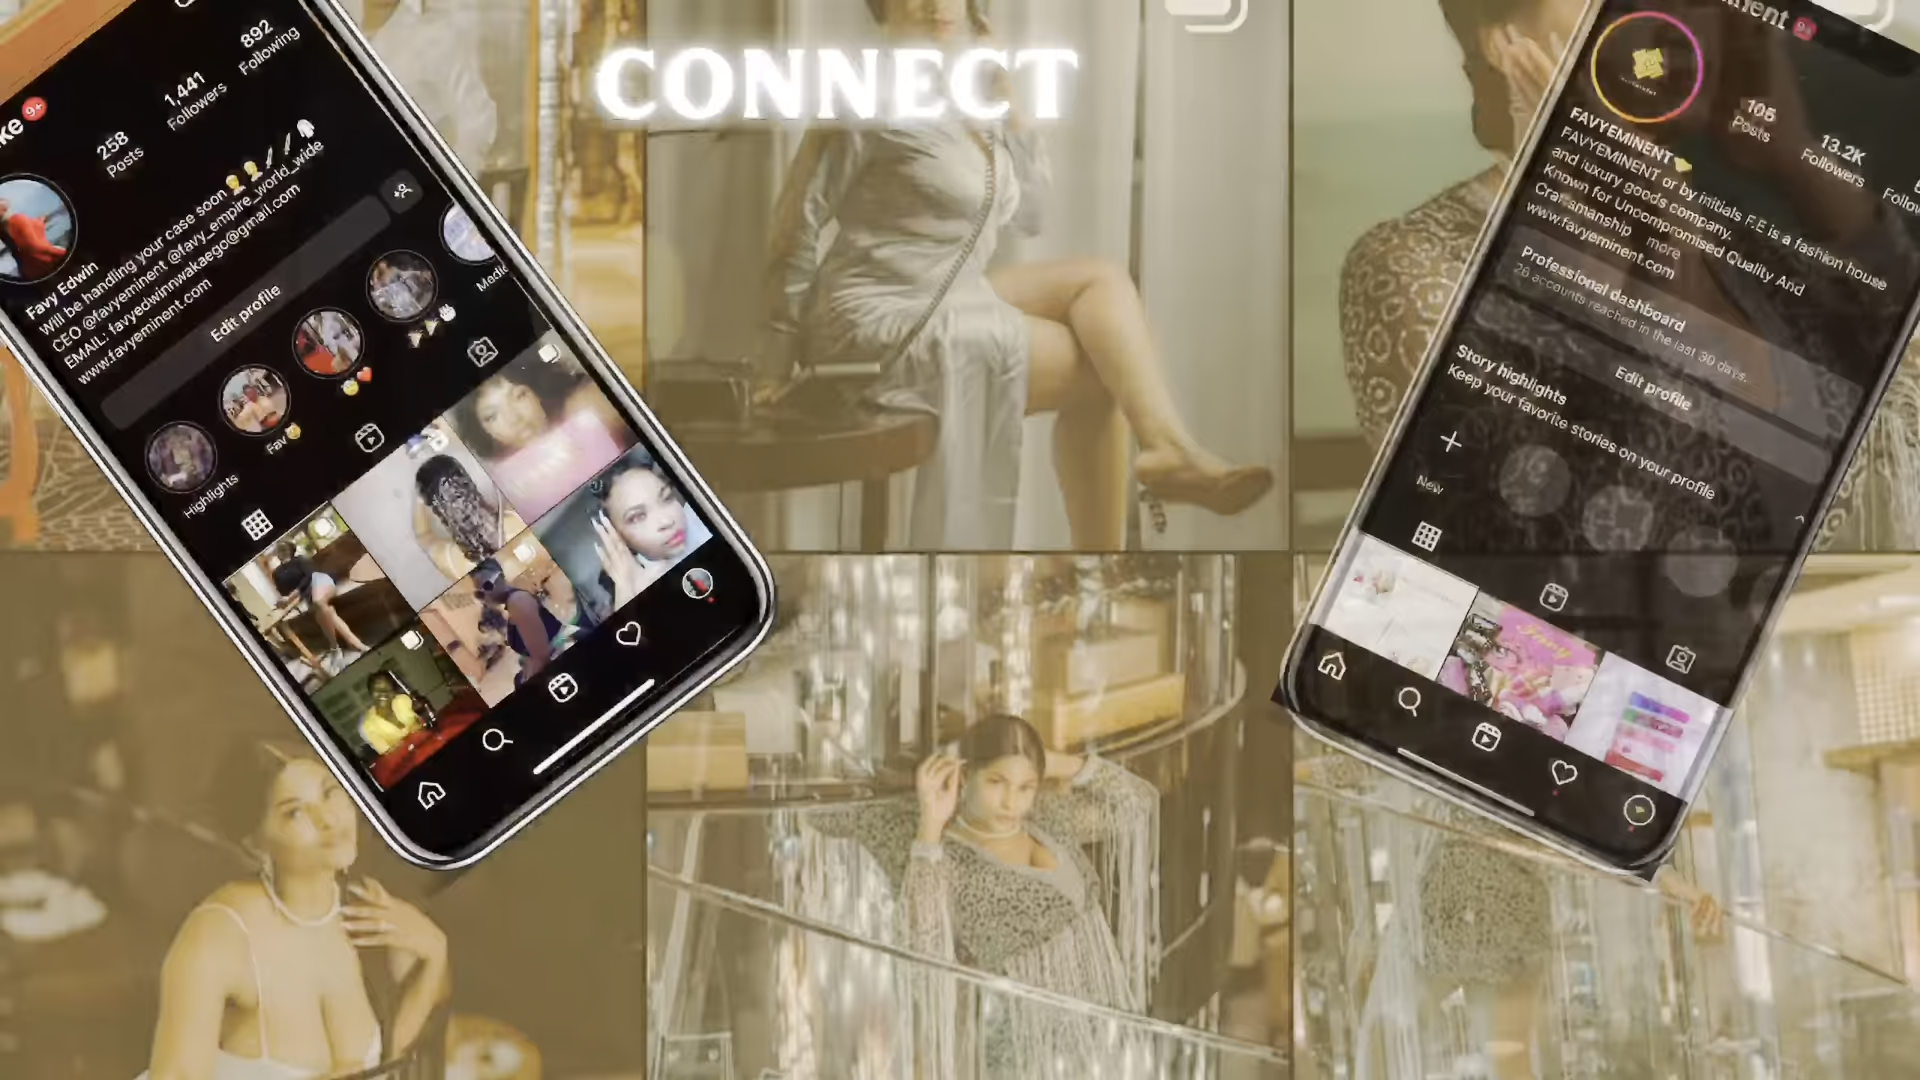 CONNECT
ke 9+
258
Posts
1,441
Followers
892
Following
Favy Edwin
Will be handling your case soon
CEO @favyeminent @favy_empire_world_wide
EMAIL: favyedwinnwakaego@gmail.com
www.favyeminent.com
Edit profile
Highlights
Fav
nent 9+
105
Posts
13.2K
Followers
FAVYEMINENT
FAVYEMINENT or by initials F.E is a fashion house
and luxury goods company.
Known for Uncompromised Quality And
Craftsmanship more
www.favyeminent.com
Professional dashboard
28 accounts reached in the last 30 days.
Edit profile
Story highlights
Keep your favorite stories on your profile
New